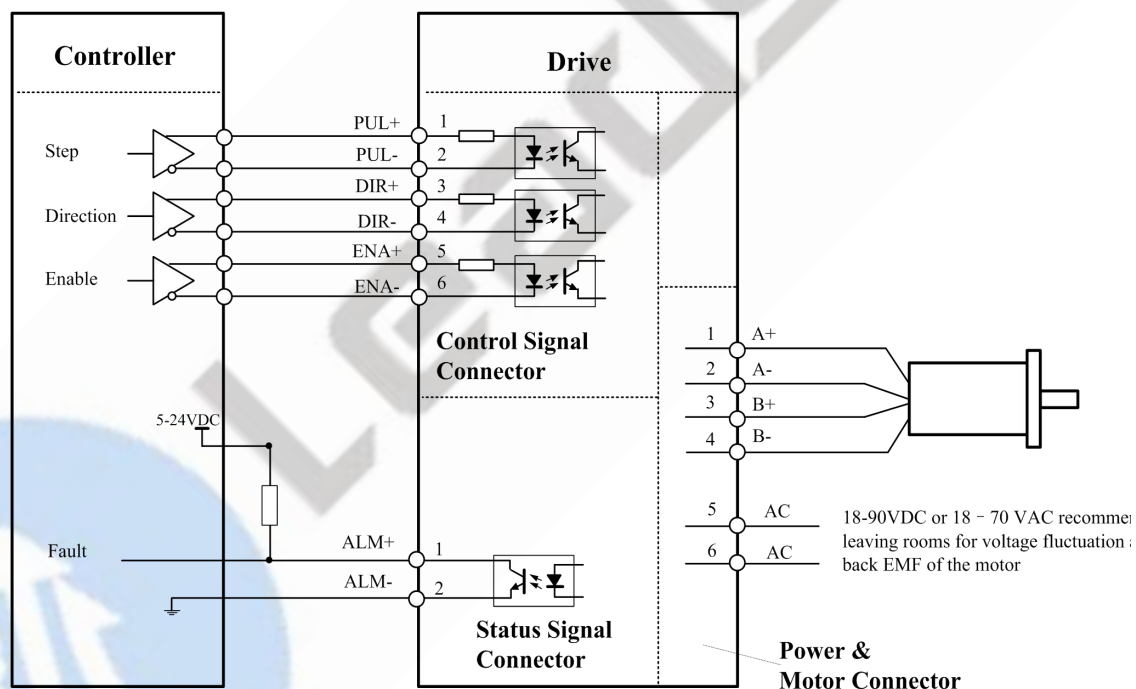 Controller
Drive
Step
Direction
Enable
PUL+ 1
PUL- 2
DIR+ 3
DIR- 4
ENA+ 5
ENA- 6
Control Signal
Connector
1 A+
2 A-
3 B+
4 B-
5 AC
6 AC
18-90VDC or 18 - 70 VAC
leaving rooms for voltage fluctuation
back EMF of the motor
5-24VDC
Fault
ALM+ 1
ALM- 2
Status Signal
Connector
Power &
Motor Connector